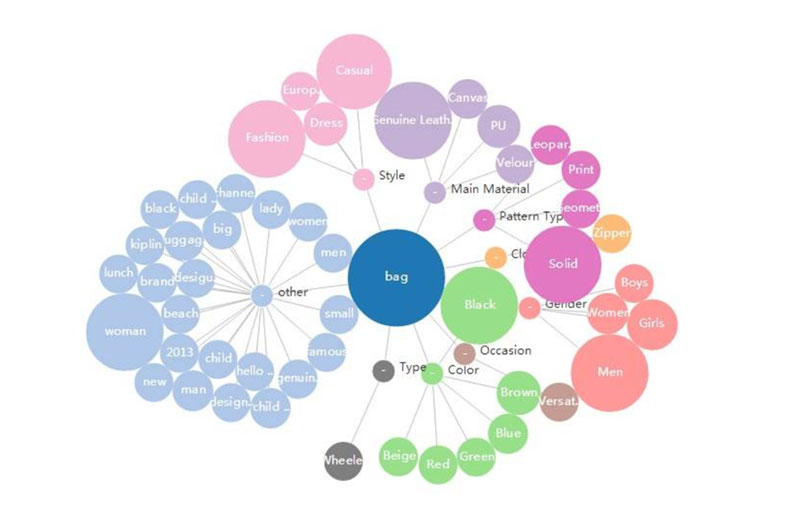 Casual
Europ.
Dress
Fashion
Style
Genuine Leath.
Canvas
PU
Velour
Main Material
Leopar.
Print
Geomet
Pattern Typ
Zipper
Solid
Clo
bag
Black
Gender
Boys
Women
Girls
Men
Occasion
Versat.
Type
Color
Brown
Blue
Green
Red
Beige
Wheele
other
channe
child ..
black
lady
women
big
uggag
kiplin
men
lunch
brand
desigu
small
beach
woman
2013
child
famous
new
man
hello ..
genuin.
design.
child ..
-
-
-
-
-
-
-
-
-